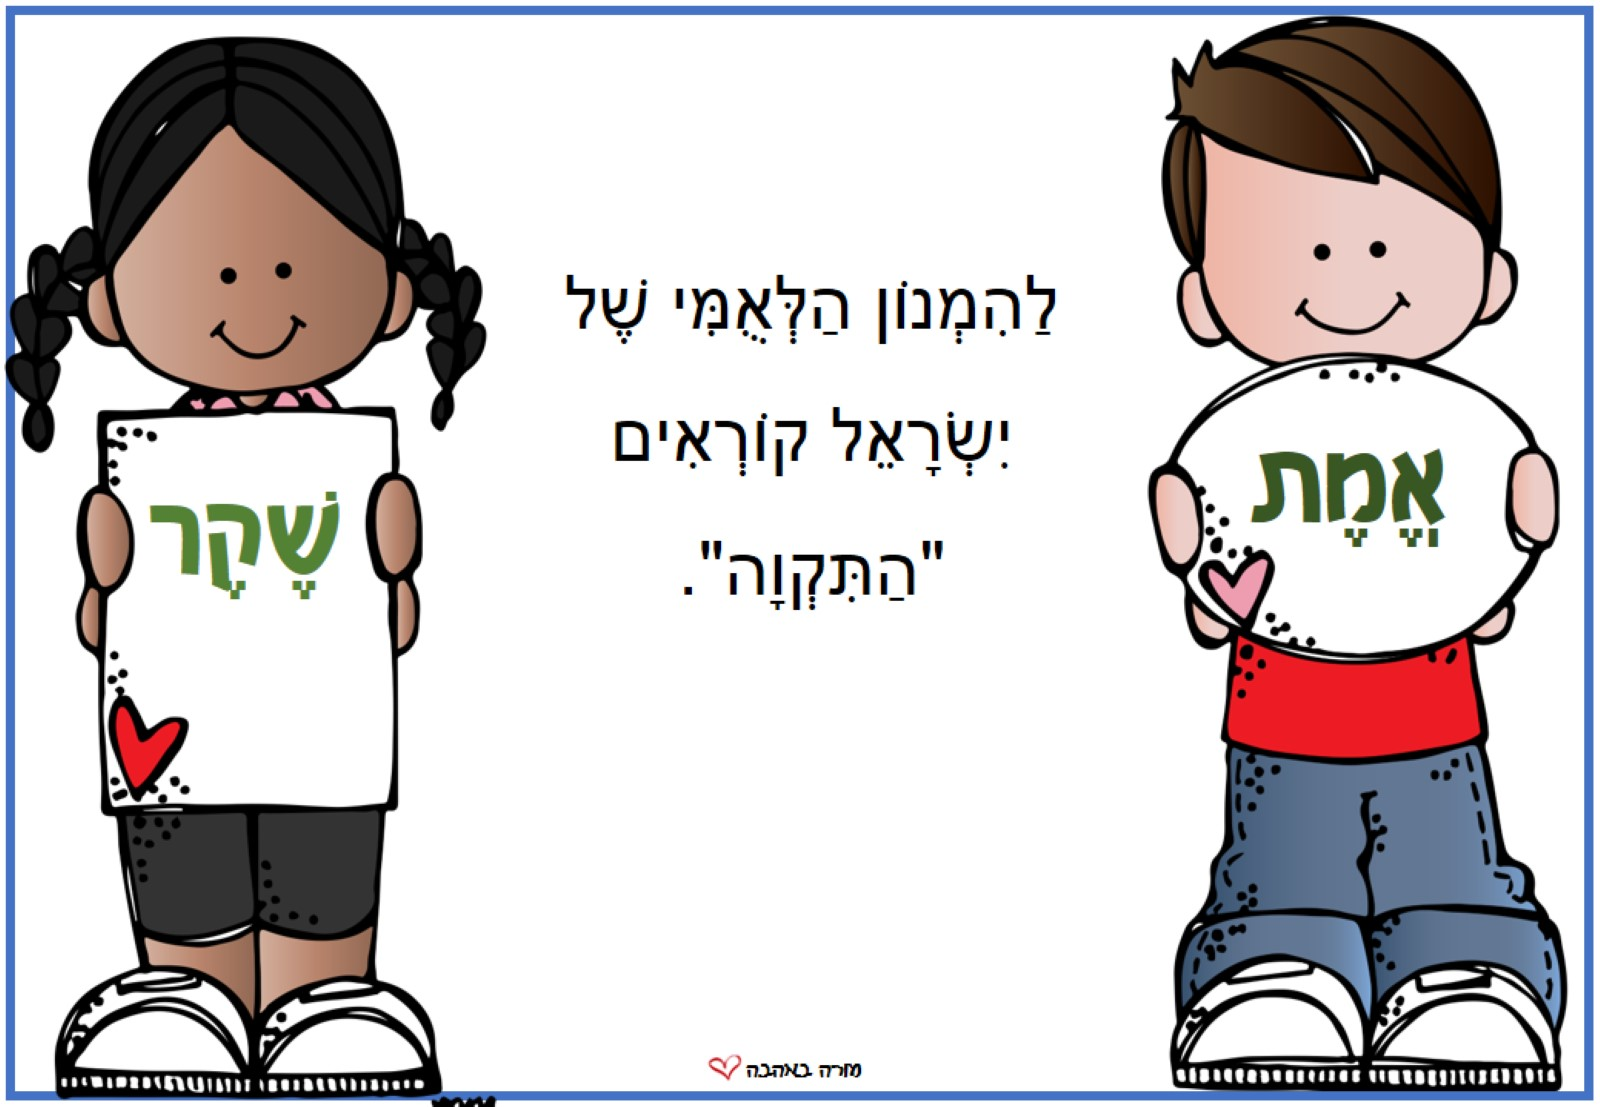 לַהִמְנוֹן הַלְּאֻמִּי שֶׁל
יִשְׂרָאֵל קוֹרְאִים
"הַתִּקְוָה".
אֱמֶת
שֶׁקֶר
מורה באהבה